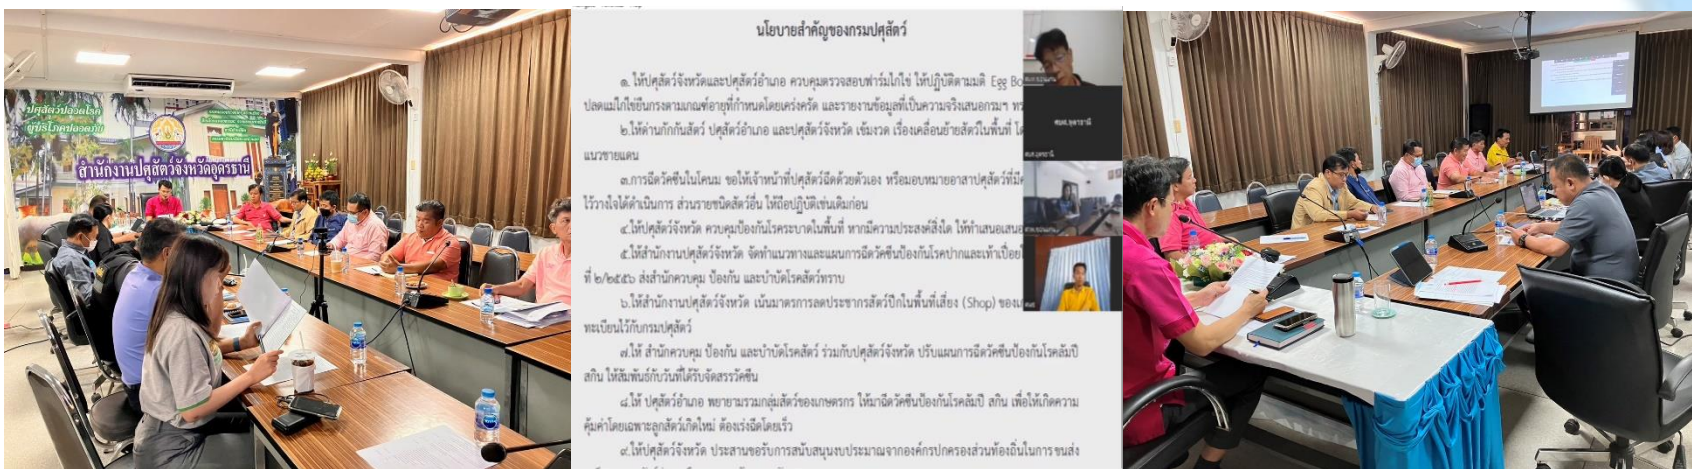 ปศุสัตว์ปลอดโรค
ผู้บริโภคปลอดภัย
สำนักงานปศุสัตว์จังหวัดอุดรธานี
นโยบายสำคัญของกรมปศุสัตว์
๑. ให้ปศุสัตว์จังหวัดและปศุสัตว์อำเภอ ควบคุมตรวจสอบฟาร์มไก่ไข่ ให้ปฏิบัติตามมติ Egg
ปลดแม่ไก่ไข่ยืนกรงตามเกณฑ์อายุที่กำหนดโดยเคร่งครัด และรายงานข้อมูลที่เป็นความจริงเสนอกรมฯ
๒.ให้ด่านกักกันสัตว์ ปศุสัตว์อำเภอ และปศุสัตว์จังหวัด เข้มงวด เรื่องเคลื่อนย้ายสัตว์ในพื้นที่
แนวชายแดน
๓.การฉีดวัคซีนในโคนม ขอให้เจ้าหน้าที่ปศุสัตว์ฉีดด้วยตัวเอง หรือมอบหมายอาสาปศุสัตว์ที่มี
ไว้วางใจได้ดำเนินการ ส่วนรายชนิดสัตว์อื่น ให้ถือปฏิบัติเช่นเดิมก่อน
๔.ให้ปศุสัตว์จังหวัด ควบคุมป้องกันโรคระบาดในพื้นที่ หากมีความประสงค์สิ่งใด ให้ทำเสนอ
๕.ให้สำนักงานปศุสัตว์จังหวัด จัดทำแนวทางและแผนการฉีดวัคซีนป้องกันโรคปากและเท้าเปื่อย
ที่ ๒/๒๕๕๖ ส่งสำนักควบคุม ป้องกัน และบำบัดโรคสัตว์ทราบ
๖.ให้สำนักงานปศุสัตว์จังหวัด เน้นมาตรการลดประชากรสัตว์ปีกในพื้นที่เสี่ยง (Shop)
ทะเบียนไว้กับกรมปศุสัตว์
๗.ให้ สำนักควบคุม ป้องกัน และบำบัดโรคสัตว์ ร่วมกับปศุสัตว์จังหวัด ปรับแผนการฉีดวัคซีนป้องกันโรคลัมปี
สกิน ให้สัมพันธ์กับวันที่ได้รับจัดสรรวัคซีน
๘.ให้ ปศุสัตว์อำเภอ พยายามรวมกลุ่มสัตว์ของเกษตรกร ให้มาฉีดวัคซีนป้องกันโรคลัมปี สกิน เพื่อให้เกิดความ
คุ้มค่าโดยเฉพาะลูกสัตว์เกิดใหม่ ต้องเร่งฉีดโดยเร็ว
๙.ให้ปศุสัตว์จังหวัด ประสานขอรับการสนับสนุนงบประมาณจากองค์กรปกครองส่วนท้องถิ่นในการ ขนส่ง